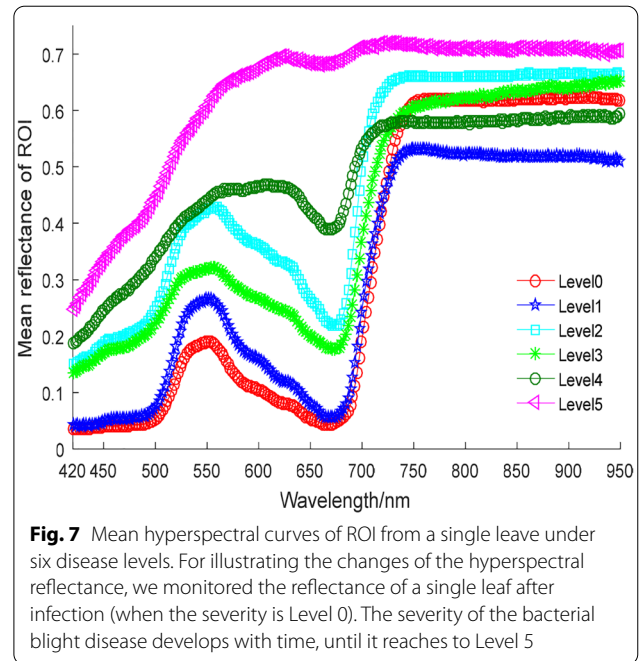 0.7
0.6
0.5
0.4
0.3
0.2
0.1
0
Mean reflectance of ROI
420 450 500 550 600 650 700 750 800 850 900 950
Wavelength/nm
Level0
Level1
Level2
Level3
Level4
Level5
Fig. 7 Mean hyperspectral curves of ROI from a single leave under
six disease levels. For illustrating the changes of the hyperspectral
reflectance, we monitored the reflectance of a single leaf after
infection (when the severity is Level 0). The severity of the bacterial
blight disease develops with time, until it reaches to Level 5